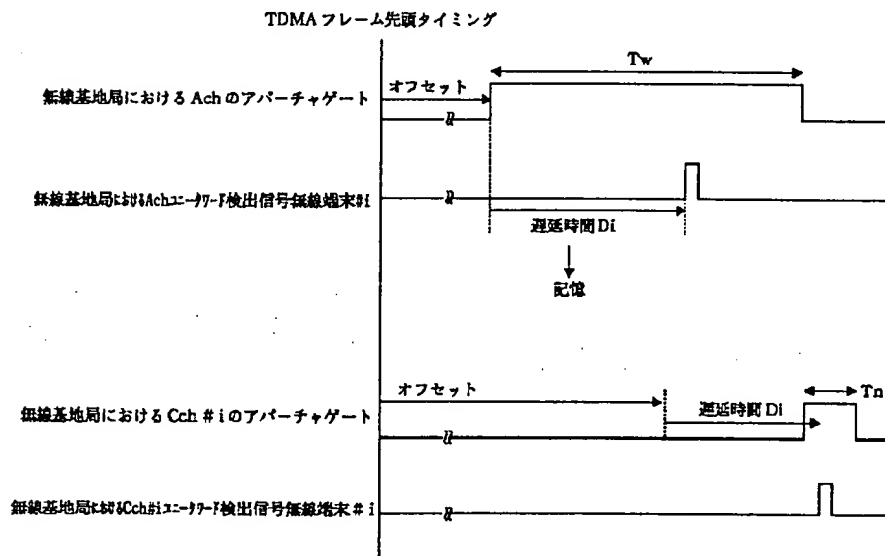 TDMA フレーム先頭タイミング
Tw
オフセット
無線基地局における Ach のアパーチャゲート
無線基地局におけるAchユニークワード検出信号無線端末#i
遅延時間 Di
記憶
オフセット
Tn
遅延時間 Di
無線基地局における Cch # i のアパーチャゲート
無線基地局におけるCch#iユニークワード検出信号無線端末 # i